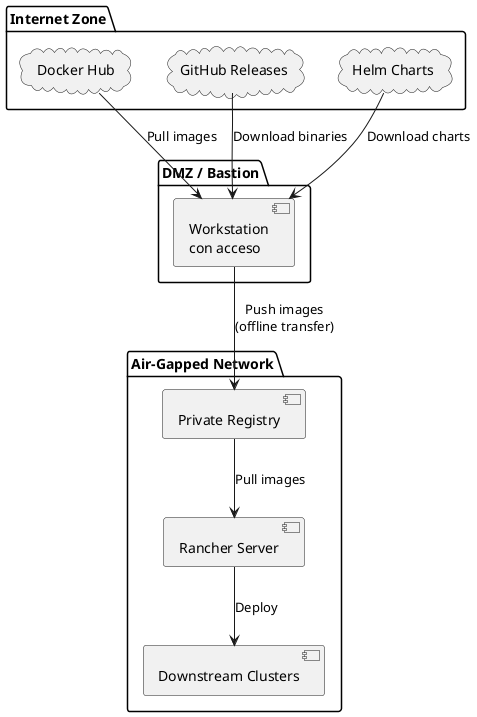 Internet Zone
Docker Hub
GitHub Releases
Helm Charts
Pull images
Download binaries
Download charts
DMZ / Bastion
Workstation
con acceso
Push images
(offline transfer)
Air-Gapped Network
Private Registry
Pull images
Rancher Server
Deploy
Downstream Clusters